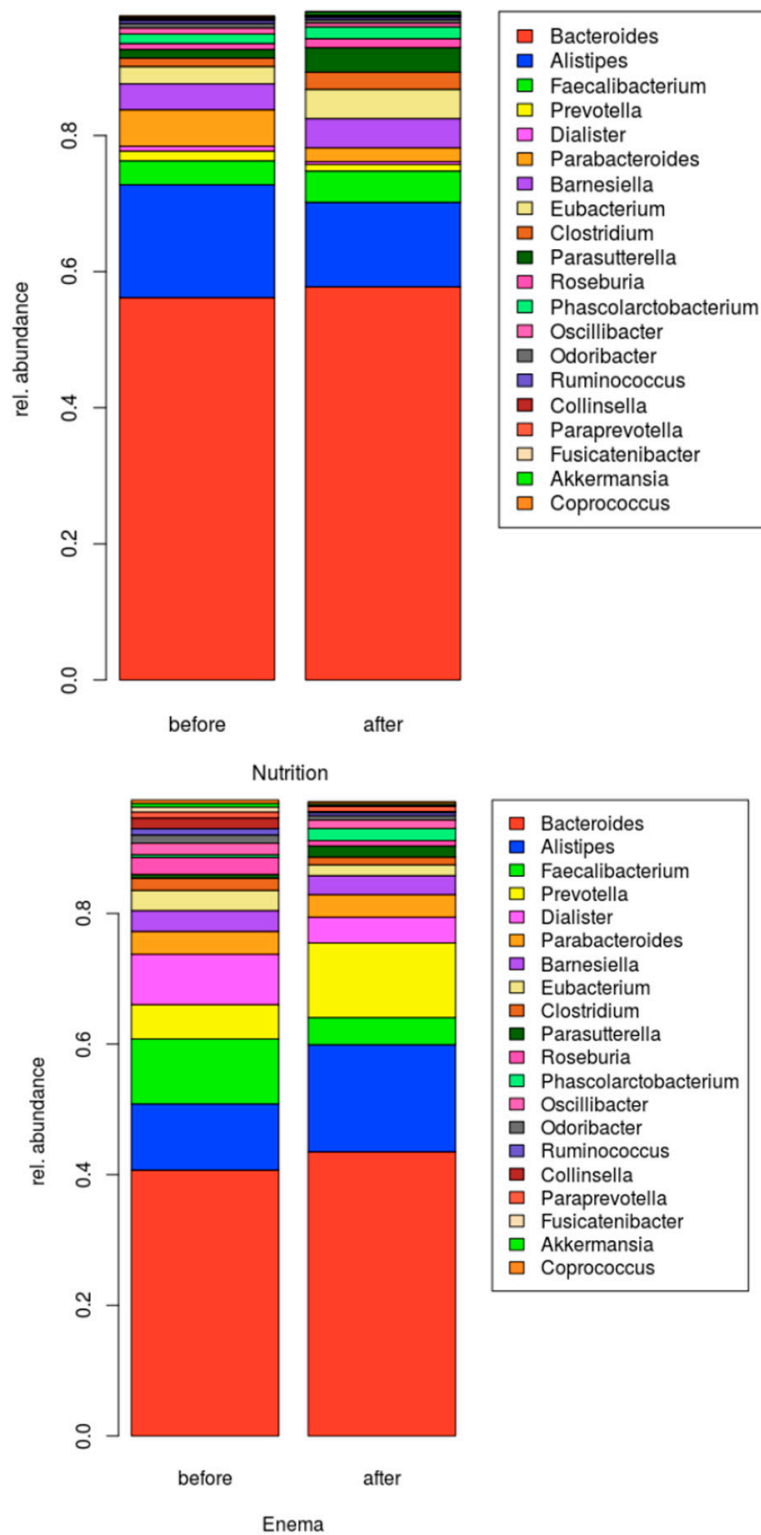 Bacteroides
Alistipes
Faecalibacterium
Prevotella
Dialister
Parabacteroides
Barnesiella
Eubacterium
Clostridium
Parasutterella
Roseburia
Phascolarctobacterium
Oscillibacter
Odoribacter
Ruminococcus
Collinsella
Paraprevotella
Fusicatenibacter
Akkermansia
Coprococcus
rel. abundance
0.8
0.6
0.4
0.2
0.0
before after
Nutrition
Bacteroides
Alistipes
Faecalibacterium
Prevotella
Dialister
Parabacteroides
Barnesiella
Eubacterium
Clostridium
Parasutterella
Roseburia
Phascolarctobacterium
Oscillibacter
Odoribacter
Ruminococcus
Collinsella
Paraprevotella
Fusicatenibacter
Akkermansia
Coprococcus
rel. abundance
0.8
0.6
0.4
0.2
0.0
before after
Enema